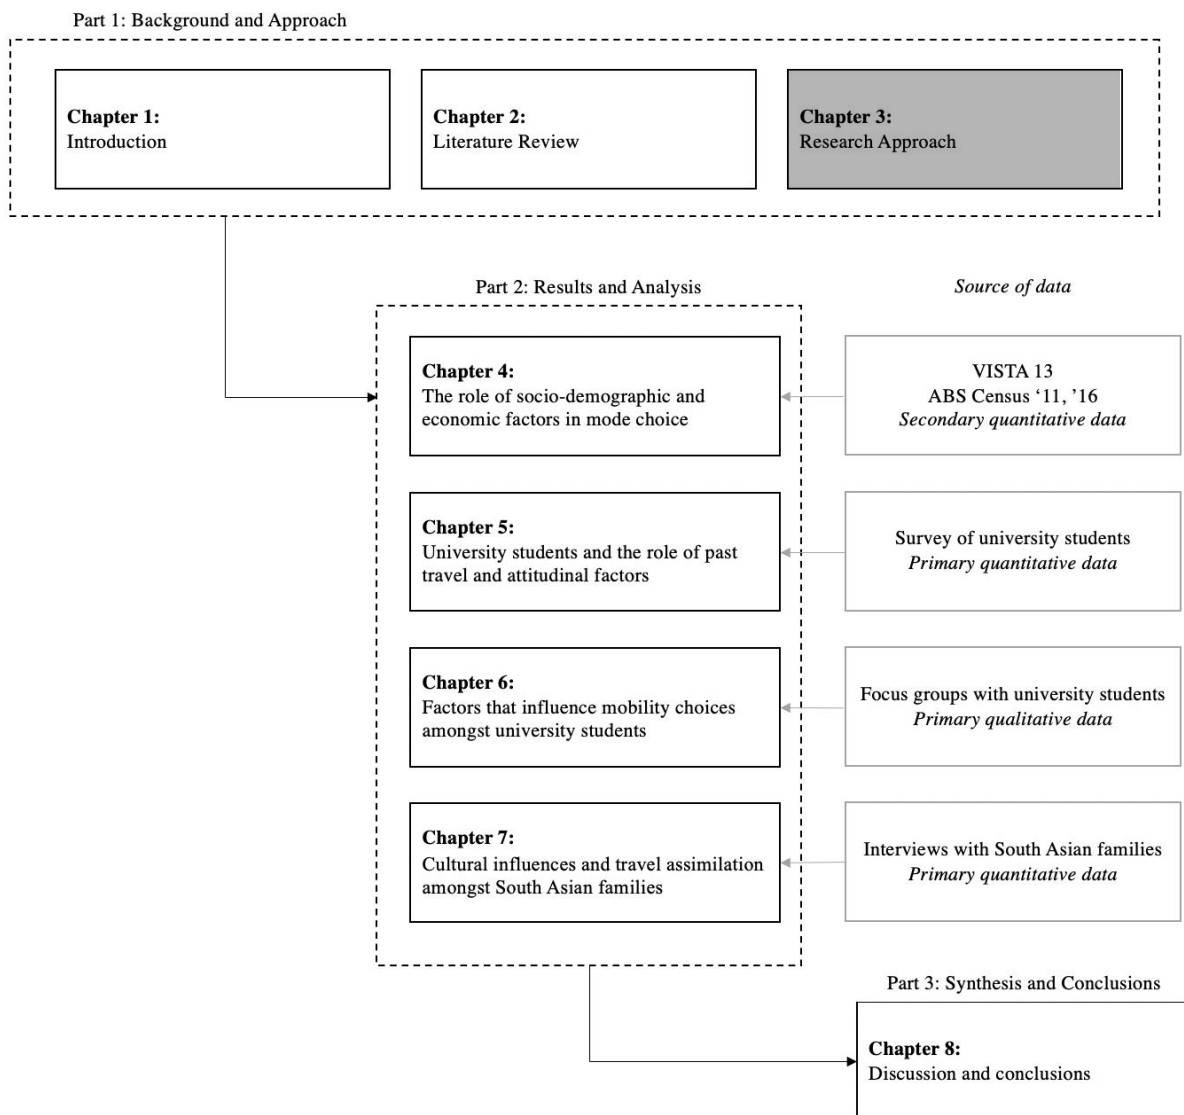 Part 1: Background and Approach
Chapter 1:
Introduction
Chapter 2:
Literature Review
Chapter 3:
Research Approach
Part 2: Results and Analysis
Source of data
Chapter 4:
The role of socio-demographic and
economic factors in mode choice
VISTA 13
ABS Census ‘11, ’16
Secondary quantitative data
Chapter 5:
University students and the role of past
travel and attitudinal factors
Survey of university students
Primary quantitative data
Chapter 6:
Factors that influence mobility choices
amongst university students
Focus groups with university students
Primary qualitative data
Chapter 7:
Cultural influences and travel assimilation
amongst South Asian families
Interviews with South Asian families
Primary quantitative data
Part 3: Synthesis and Conclusions
Chapter 8:
Discussion and conclusions